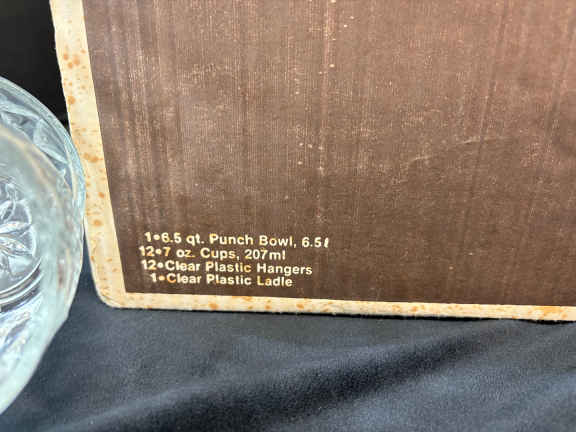 1•6.5 qt. Punch Bowl, 6.5ℓ
12•7 oz. Cups, 207ml
12•Clear Plastic Hangers
1•Clear Plastic Ladle